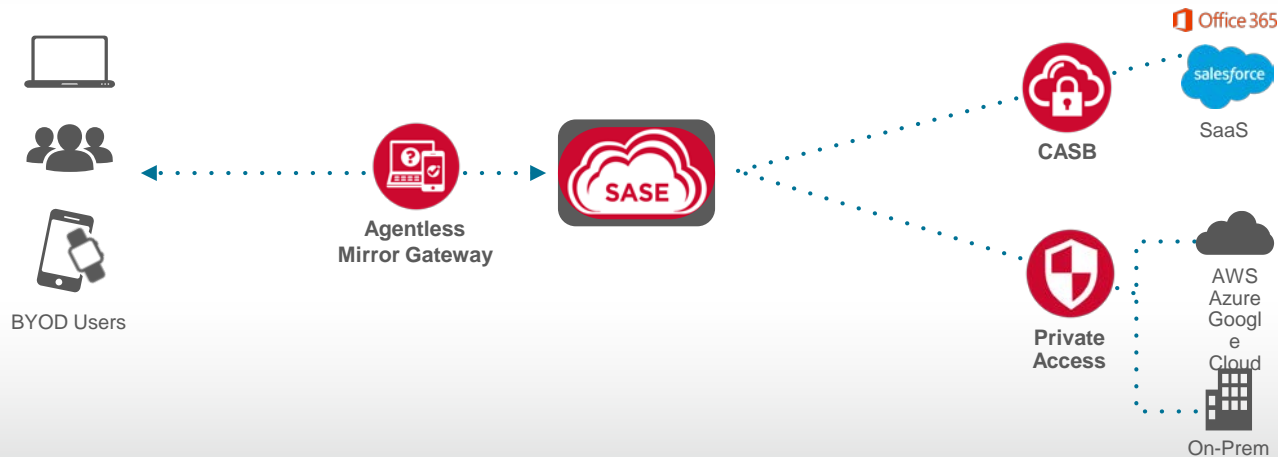 Office 365
salesforce
SaaS
CASB
SASE
Agentless
Mirror Gateway
BYOD Users
AWS
Azure
Googl
e
Cloud
Private
Access
On-Prem